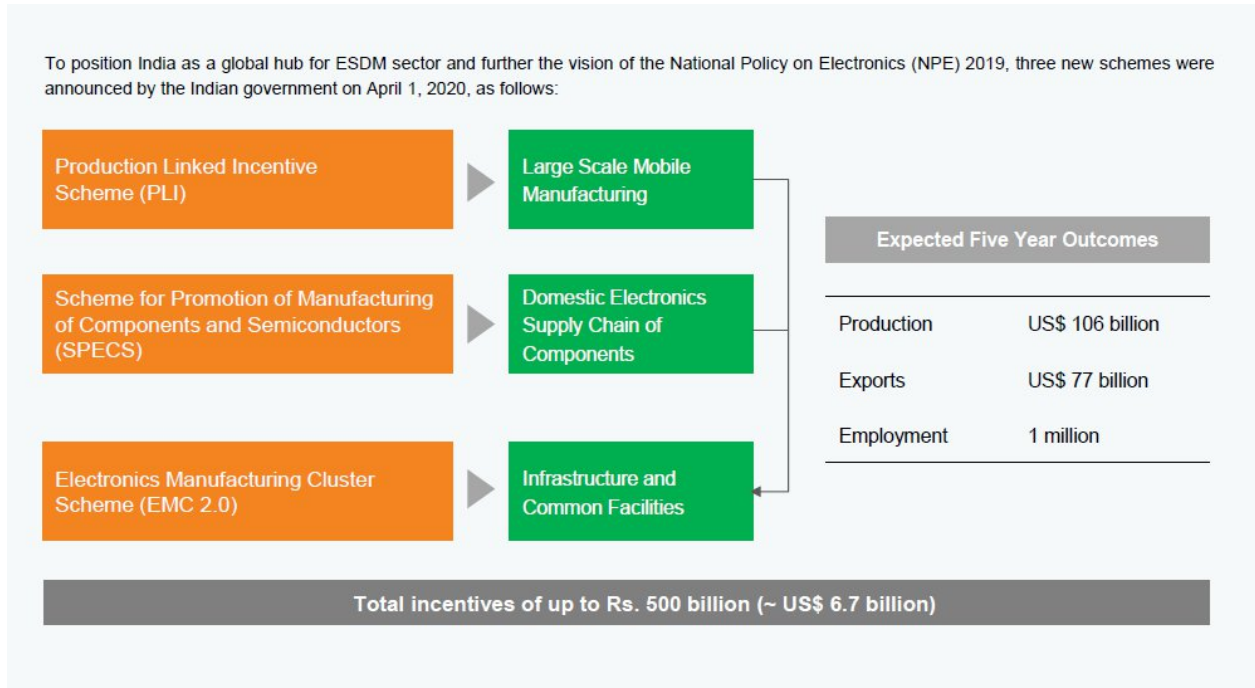 To position India as a global hub for ESDM sector and further the vision of the National Policy on Electronics (NPE) 2019, three new schemes were
announced by the Indian government on April 1, 2020, as follows:
Production Linked Incentive
Scheme (PLI)
Large Scale Mobile
Manufacturing
Scheme for Promotion of Manufacturing
of Components and Semiconductors
(SPECS)
Domestic Electronics
Supply Chain of
Components
Electronics Manufacturing Cluster
Scheme (EMC 2.0)
Infrastructure and
Common Facilities
Expected Five Year Outcomes
Production US$ 106 billion
Exports US$ 77 billion
Employment 1 million
Total incentives of up to Rs. 500 billion (~ US$ 6.7 billion)